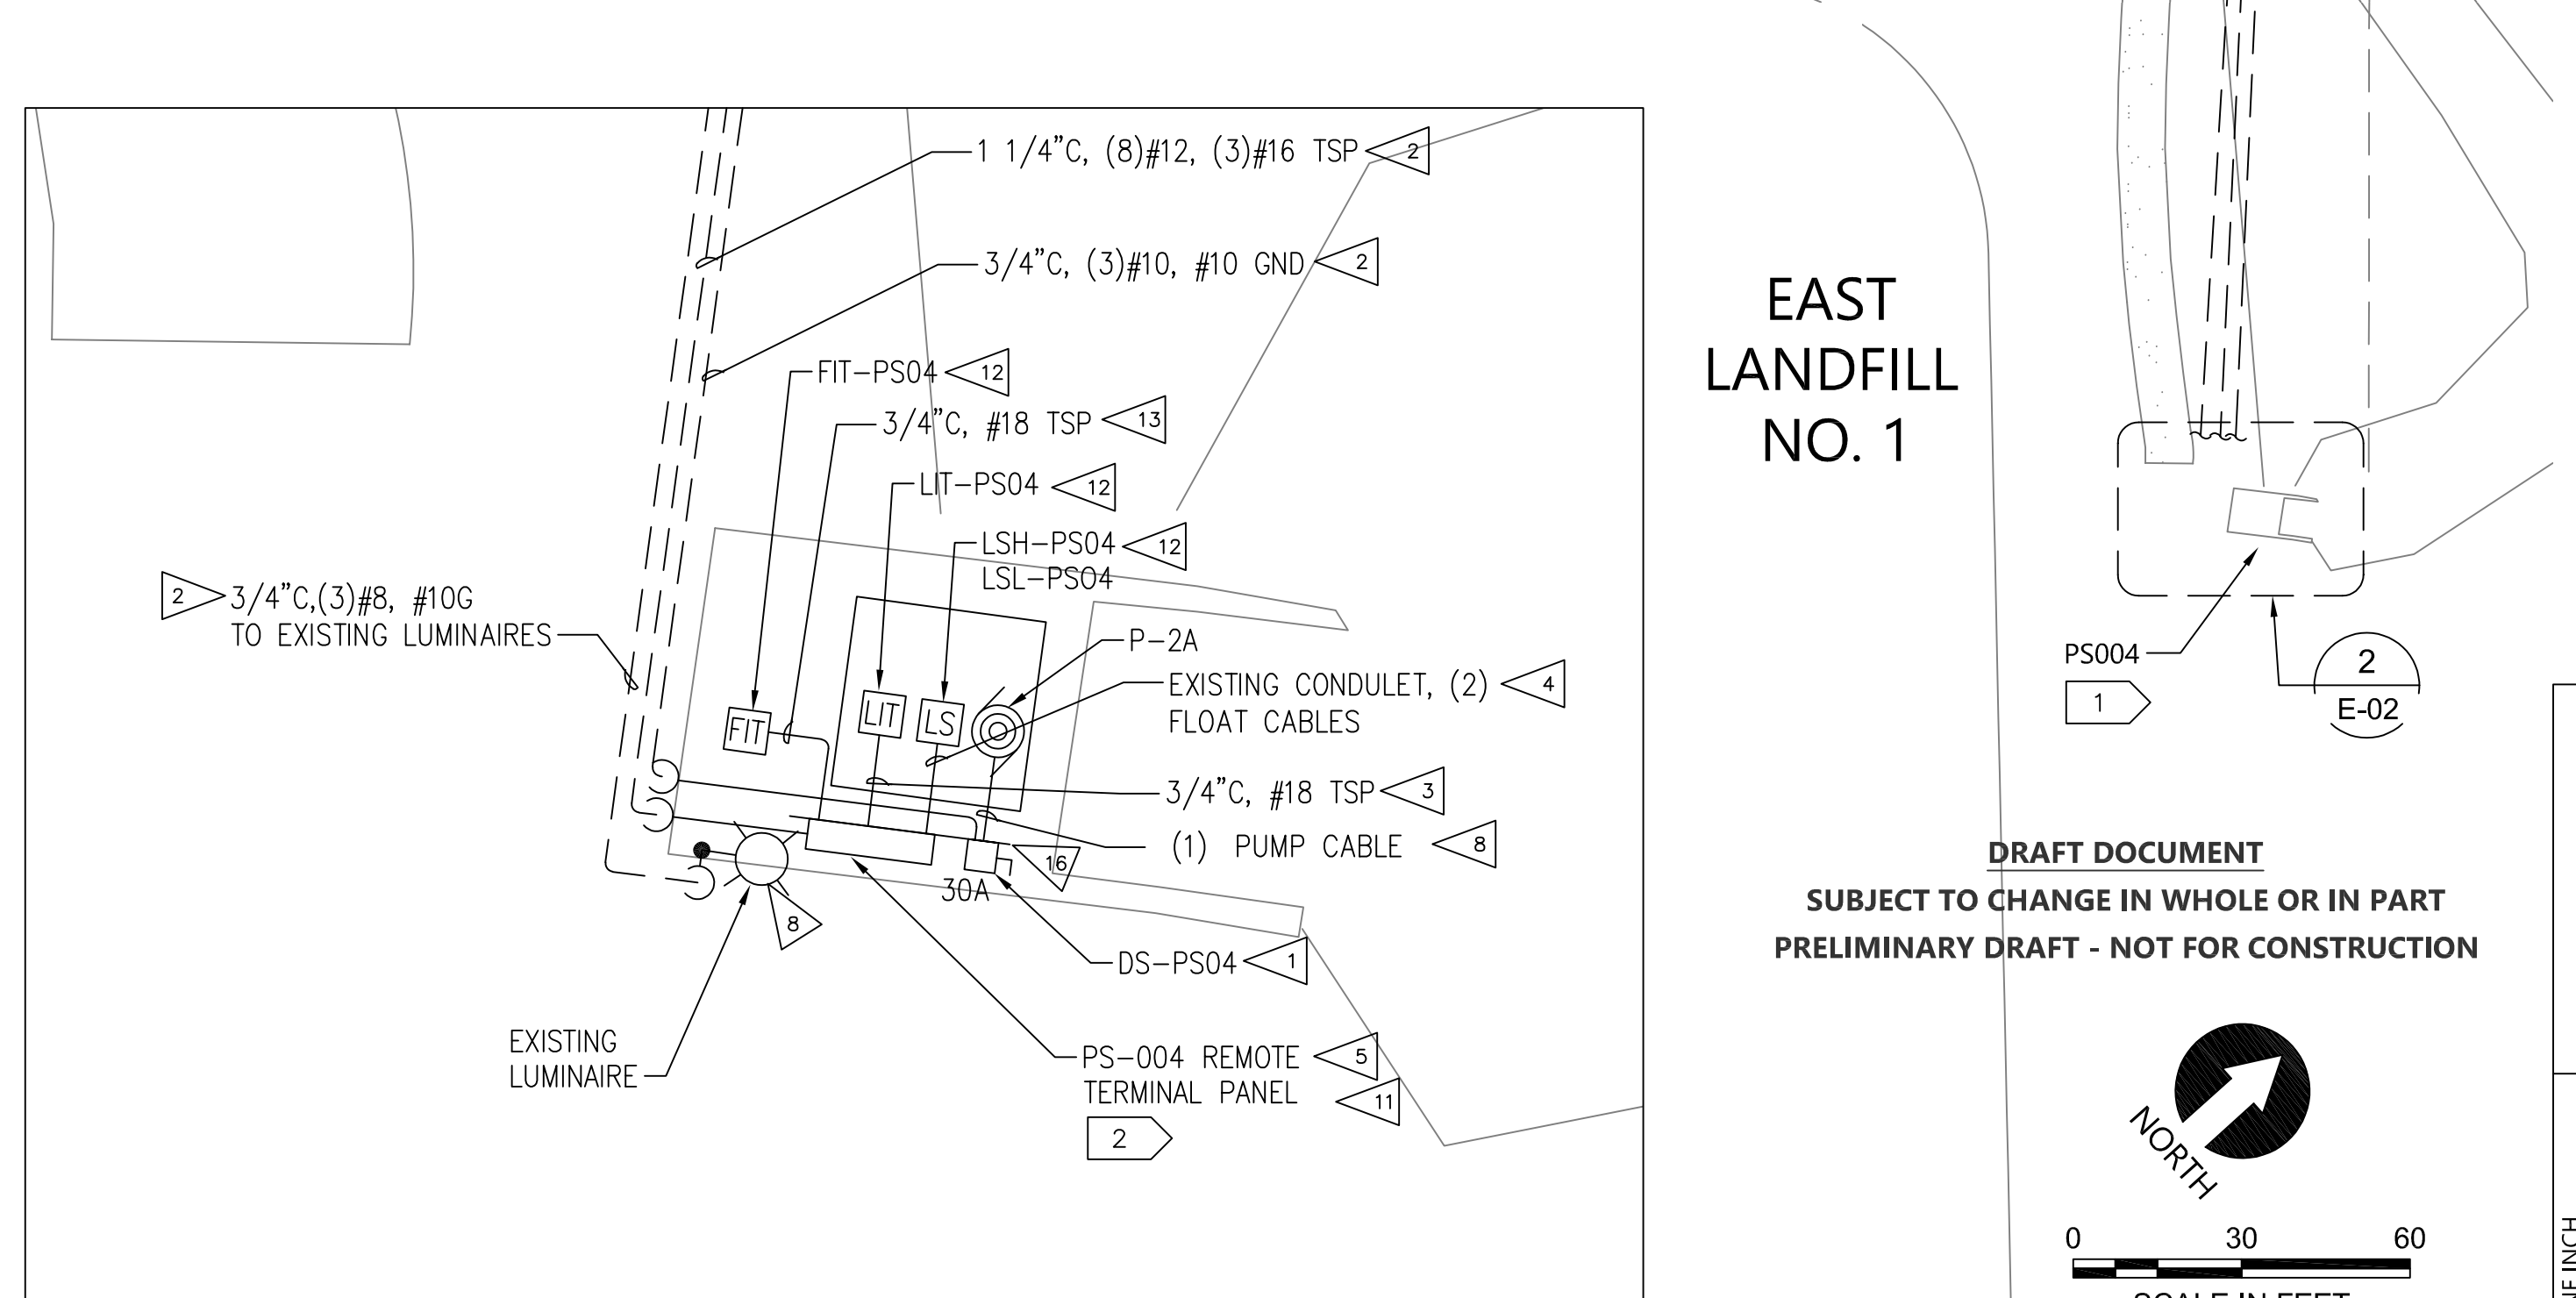 1 1/4"C, (8)#12, (3)#16 TSP 2
3/4"C, (3)#10, #10 GND 2
FIT-PS04 12
3/4"C, #18 TSP 13
LIT-PS04 12
LSH-PS04 12
LSL-PS04
2 3/4"C,(3)#8, #10G
TO EXISTING LUMINAIRES
P-2A
EXISTING CONDULET, (2) 4
FLOAT CABLES
FIT
LIT
LS
3/4"C, #18 TSP 3
(1) PUMP CABLE 8
16
30A
8
DS-PS04 1
EXISTING
LUMINAIRE
PS-004 REMOTE 5
TERMINAL PANEL 11
2
EAST
LANDFILL
NO. 1
PS004
1
2
E-02
DRAFT DOCUMENT
SUBJECT TO CHANGE IN WHOLE OR IN PART
PRELIMINARY DRAFT - NOT FOR CONSTRUCTION
NORTH
0 30 60
SCALE IN FEET
INCH